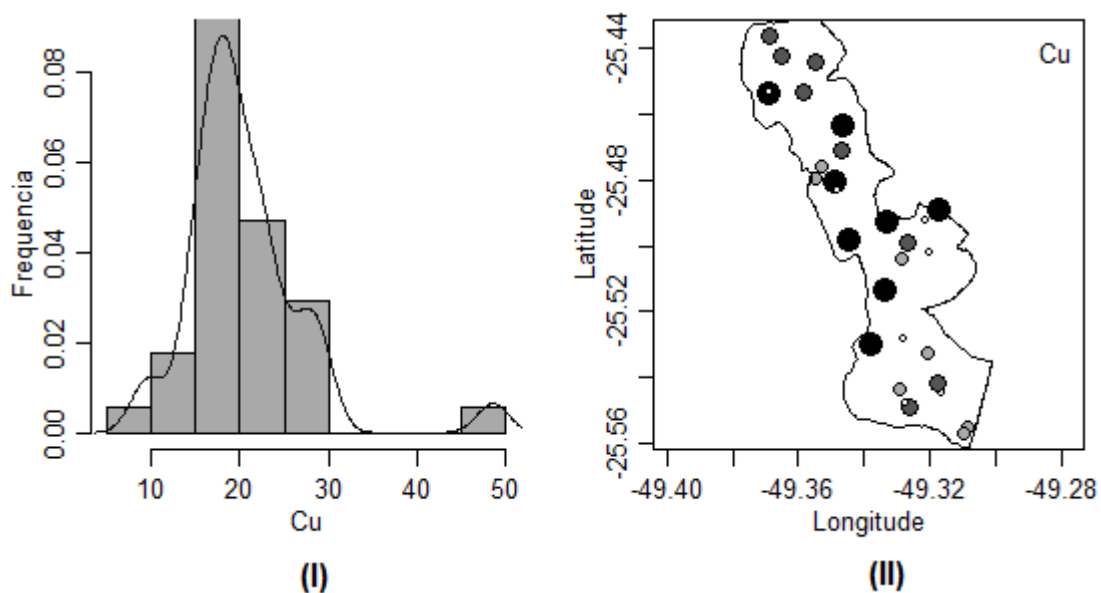 Frequencia
0.08
0.06
0.04
0.02
0.00
10 20 30 40 50
Cu
(I)
Cu
Latitude
-25.44
-25.48
-25.52
-25.56
-49.40 -49.36 -49.32 -49.28
Longitude
(II)